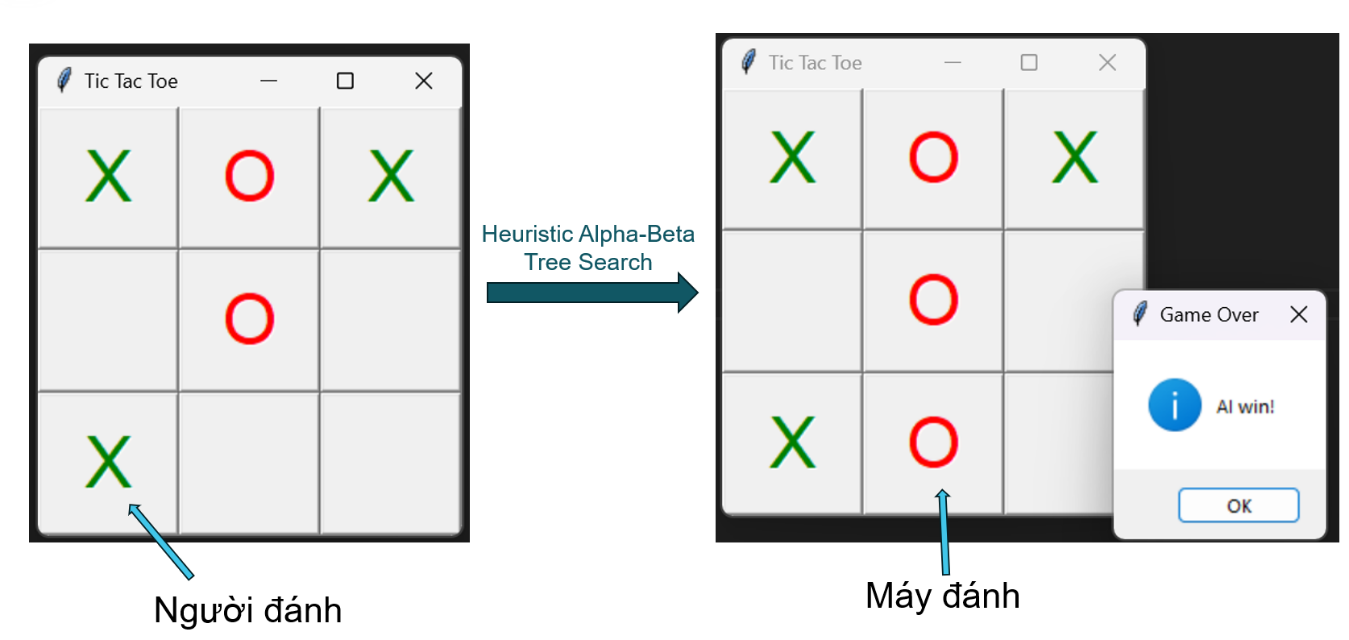 Tic Tac Toe
X O X
O
X
Người đánh
Heuristic Alpha-Beta
Tree Search
Tic Tac Toe
X O X
O
X O
Game Over
AI win!
OK
Máy đánh